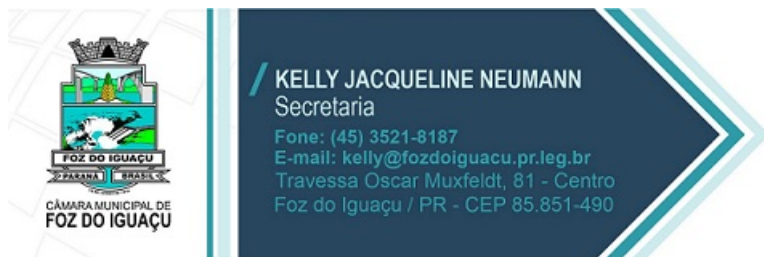 FOZ DO IGUAÇU
PARANÁ BRASIL
CÂMARA MUNICIPAL DE
FOZ DO IGUAÇU
KELLY JACQUELINE NEUMANN
Secretaria
Fone: (45) 3521-8187
E-mail: kelly@fozdoiguacu.pr.leg.br
Travessa Oscar Muxfeldt, 81 - Centro
Foz do Iguaçu / PR - CEP 85.851-490